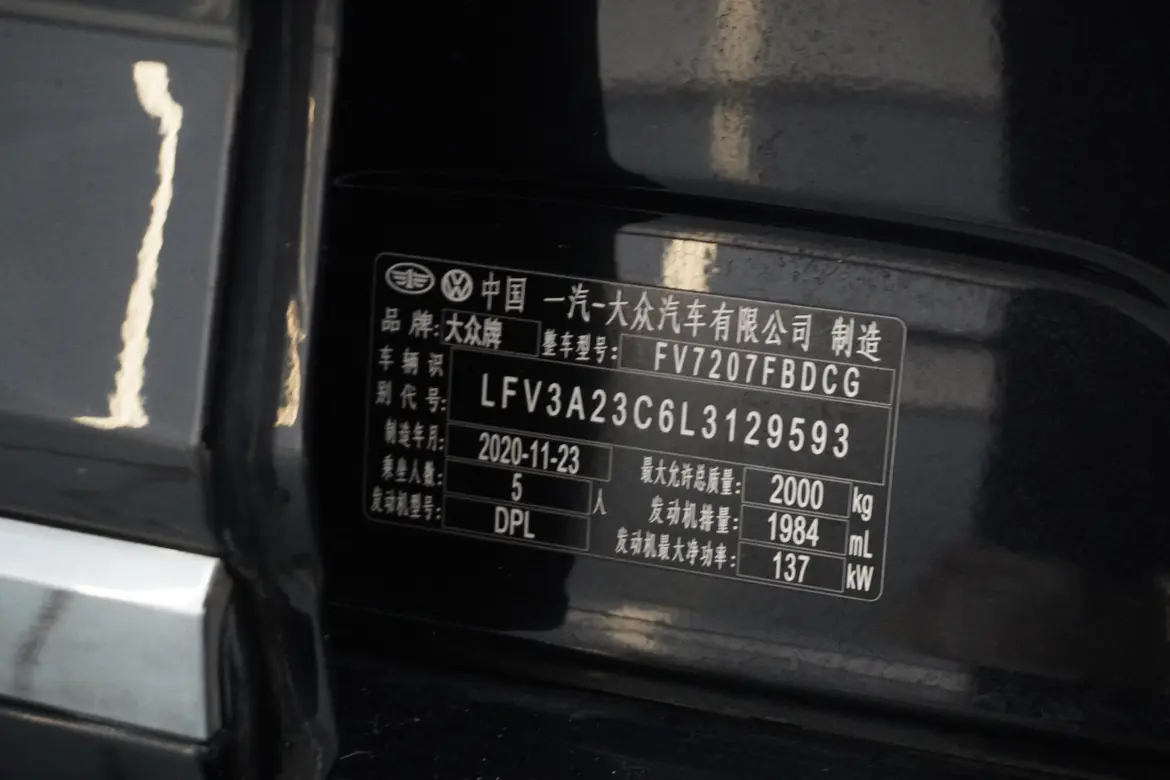 中国 一汽-大众汽车有限公司 制造
品牌: 大众牌 整车型号: FV7207FBDCG
车辆识别代号: LFV3A23C6L3129593
制造年月: 2020-11-23
乘坐人数: 5 人
发动机型号: DPL
最大允许总质量: 2000 kg
发动机排量: 1984 mL
发动机最大净功率: 137 kW